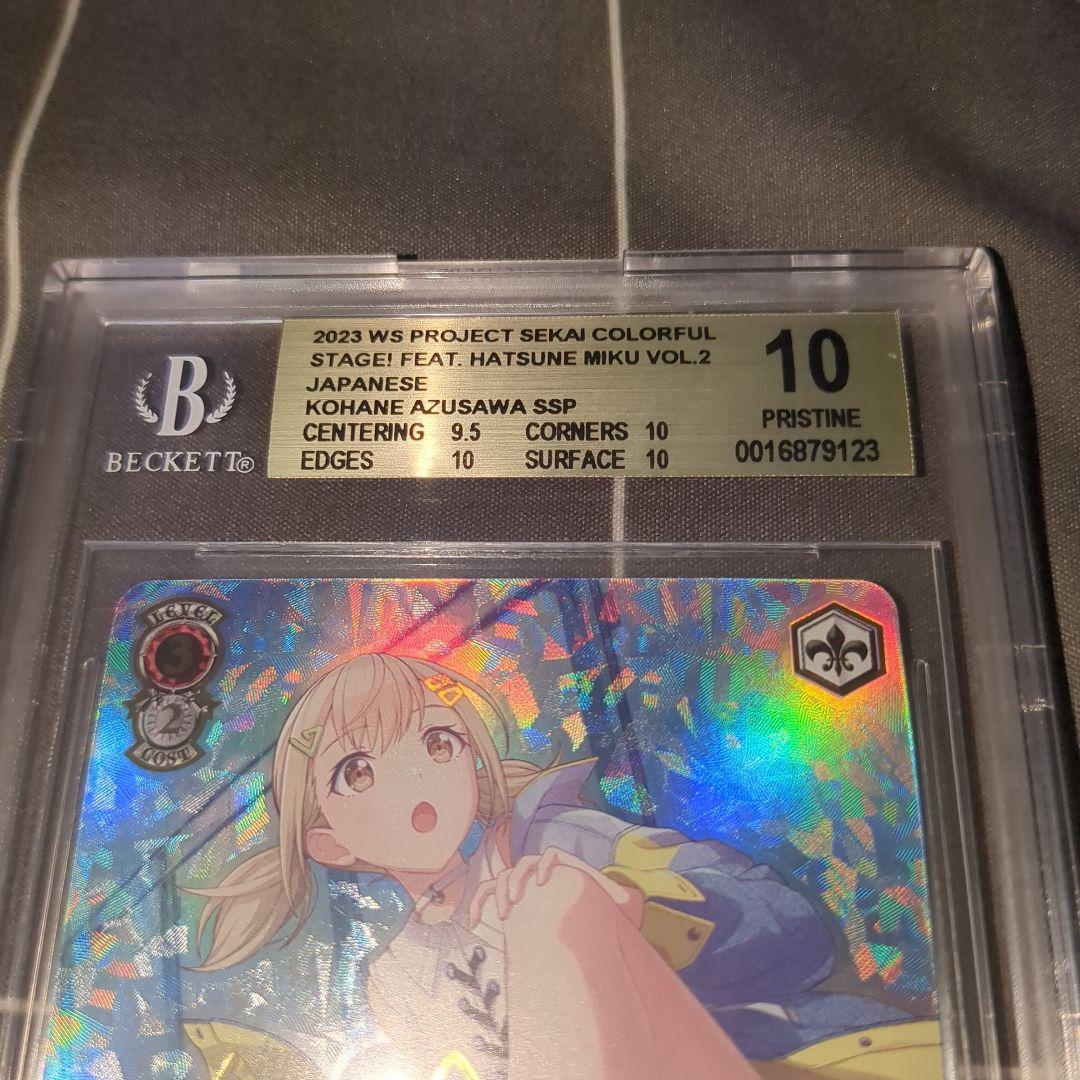 2023 WS PROJECT SEKAI COLORFUL
STAGE! FEAT. HATSUNE MIKU VOL.2
JAPANESE
KOHANE AZUSAWA SSP
CENTERING 9.5 CORNERS 10
EDGES 10 SURFACE 10
10
PRISTINE
0016879123
B
BECKETT®
LEVEL
3
2
COST